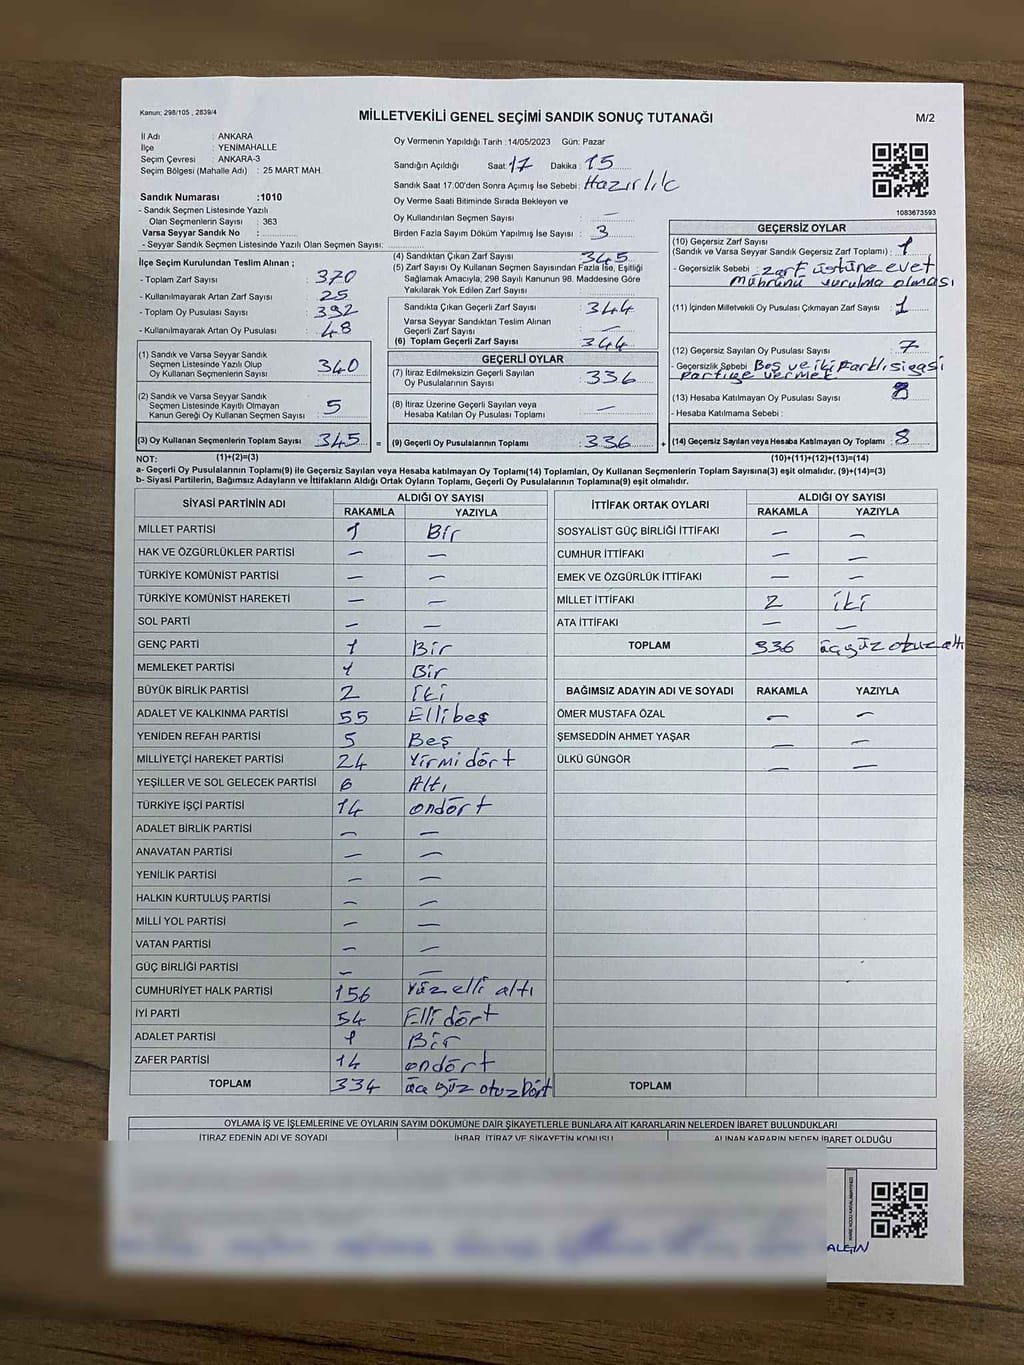 Kanun; 298/105 , 2839/4
MİLLETVEKİLİ GENEL SEÇİMİ SANDIK SONUÇ TUTANAĞI
M/2
İl Adı : ANKARA
İlçe : YENİMAHALLE
Seçim Çevresi : ANKARA-3
Seçim Bölgesi (Mahalle Adı) : 25 MART MAH.
Sandık Numarası :1010
- Sandık Seçmen Listesinde Yazılı
Olan Seçmenlerin Sayısı : 363
Varsa Seyyar Sandık No :
- Seyyar Sandık Seçmen Listesinde Yazılı Olan Seçmen Sayısı:
İlçe Seçim Kurulundan Teslim Alınan ;
- Toplam Zarf Sayısı : 370
- Kullanılmayarak Artan Zarf Sayısı : 25
- Toplam Oy Pusulası : 392
- Kullanılmayarak Artan Oy Pusulası : 48
(1) Sandık ve Varsa Seyyar Sandık
Seçmen Listesinde Yazılı Olup
Oy Kullanan Seçmenlerin Sayısı : 340
(2) Sandık ve Varsa Seyyar Sandık
Seçmen Listesinde Kayıtlı Olmayan
Kanun Gereği Oy Kullanan Seçmen Sayısı : 5
(3) Oy Kullanan Seçmenlerin Toplam Sayısı : 345 =
Oy Vermenin Yapıldığı Tarih :14/05/2023 Gün: Pazar
Sandığın Açıldığı Saat: 17 Dakika : 15
Sandık Saat 17.00'den Sonra Açımış İse Sebebi : Hazırlık
Oy Verme Saati Bitiminde Sırada Bekleyen ve
Oy Kullandırılan Seçmen Sayısı : —
Birden Fazla Sayım Döküm Yapılmış İse Sayısı : 3
(4) Sandıktan Çıkan Zarf Sayısı : 345
(5) Zarf Sayısı Oy Kullanan Seçmen Sayısından Fazla İse, Eşitliği
Sağlamak Amacıyla, 298 Sayılı Kanunun 98. Maddesine Göre
Yakılarak Yok Edilen Zarf Sayısı :
Sandıkta Çıkan Geçerli Zarf Sayısı : 344
Varsa Seyyar Sandıktan Teslim Alınan
Geçerli Zarf Sayısı : —
(6) Toplam Geçerli Zarf Sayısı : 344
GEÇERLİ OYLAR
(7) İtiraz Edilmeksizin Geçerli Sayılan
Oy Pusulalarının Sayısı : 336
(8) İtiraz Üzerine Geçerli Sayılan veya
Hesaba Katılan Oy Pusulası Toplamı : —
(9) Geçerli Oy Pusulalarının Toplamı : 336 +
1083673593
GEÇERSİZ OYLAR
(10) Geçersiz Zarf Sayısı
(Sandık ve Varsa Seyyar Sandık Geçersiz Zarf Toplamı) : 1
- Geçersizlik Sebebi : Zarf üstüne evet
mührünü vurulma olması
(11) İçinden Milletvekili Oy Pusulası Çıkmayan Zarf Sayısı : 1
(12) Geçersiz Sayılan Oy Pusulası Sayısı : 7
- Geçersizlik Sebebi : Boş ve iki farklı
partiye vermek
(13) Hesaba Katılmayan Oy Pusulası Sayısı :
- Hesaba Katılmama Sebebi :
(14) Geçersiz Sayılan veya Hesaba Katılmayan Oy Toplamı : 8
NOT: (1)+(2)=(3) (10)+(11)+(12)+(13)=(14)
a- Geçerli Oy Pusulalarının Toplamı(9) ile Geçersiz Sayılan veya Hesaba katılmayan Oy Toplamı(14) Toplamları, Oy Kullanan Seçmenlerin Toplam Sayısına(3) eşit olmalıdır. (9)+(14)=(3)
b- Siyasi Partilerin, Bağımsız Adayların ve İttifakların Aldığı Ortak Oyların Toplamı, Geçerli Oy Pusulalarının Toplamına(9) eşit olmalıdır.
SİYASİ PARTİNİN ADI ALDIĞI OY SAYISI
RAKAMLA YAZIYLA
MİLLET PARTİSİ 1 Bir
HAK VE ÖZGÜRLÜKLER PARTİSİ — —
TÜRKİYE KOMÜNİST PARTİSİ — —
TÜRKİYE KOMÜNİST HAREKETİ — —
SOL PARTİ — —
GENÇ PARTİ 1 Bir
MEMLEKET PARTİSİ 1 Bir
BÜYÜK BİRLİK PARTİSİ 2 İki
ADALET VE KALKINMA PARTİSİ 55 Ellibeş
YENİDEN REFAH PARTİSİ 5 Beş
MİLLİYETÇİ HAREKET PARTİSİ 24 Yirmi dört
YEŞİLLER VE SOL GELECEK PARTİSİ 6 Altı
TÜRKİYE İŞÇİ PARTİSİ 14 ondört
ADALET BİRLİK PARTİSİ — —
ANAVATAN PARTİSİ — —
YENİLİK PARTİSİ — —
HALKIN KURTULUŞ PARTİSİ — —
MİLLİ YOL PARTİSİ — —
VATAN PARTİSİ — —
GÜÇ BİRLİĞİ PARTİSİ — —
CUMHURİYET HALK PARTİSİ 156 Yüz elli altı
İYİ PARTİ 54 Elli dört
ADALET PARTİSİ 1 Bir
ZAFER PARTİSİ 14 ondört
TOPLAM 334 üç yüz otuz Dört
İTTİFAK ORTAK OYLARI ALDIĞI OY SAYISI
RAKAMLA YAZIYLA
SOSYALİST GÜÇ BİRLİĞİ İTTİFAKI — —
CUMHUR İTTİFAKI — —
EMEK VE ÖZGÜRLÜK İTTİFAKI — —
MİLLET İTTİFAKI 2 iki
ATA İTTİFAKI — —
TOPLAM 336 üç yüz otuz altı
BAĞIMSIZ ADAYIN ADI VE SOYADI RAKAMLA YAZIYLA
ÖMER MUSTAFA ÖZAL — —
ŞEMSEDDİN AHMET YAŞAR — —
ÜLKÜ GÜNGÖR — —
TOPLAM
OYLAMA İŞ VE İŞLEMLERİNE VE OYLARIN SAYIM DÖKÜMÜNE DAİR ŞİKAYETLERLE BUNLARA AİT KARARLARIN NELERDEN İBARET BULUNDUKLARI
İTİRAZ EDENİN ADI VE SOYADI İHBAR, İTİRAZ VE ŞİKAYETİN KONUSU ALINAN KARARIN NEDEN İBARET OLDUĞU